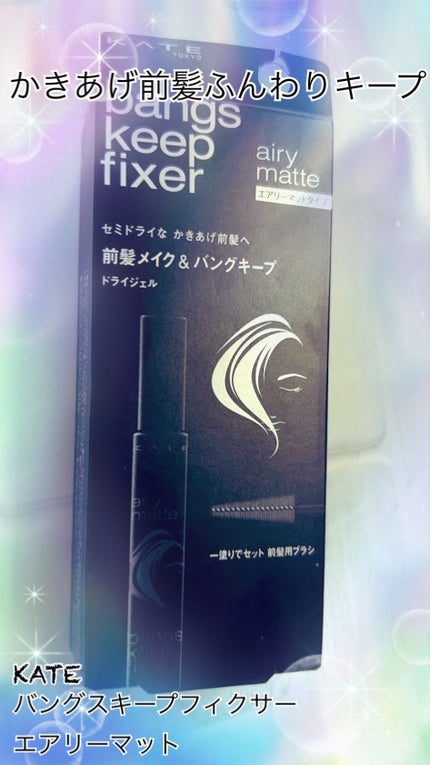 KATE
TOKYO
かきあげ前髪ふんわりキープ
bangs
keep
fixer
airy
matte
エアリーマットタイプ
セミドライな かきあげ前髪へ
前髪メイク&バングキープ
ドライジェル
KATE
airy
matte
一塗りでセット 前髪用ブラシ
bangs
KATE
バングスキープフィクサー
エアリーマット